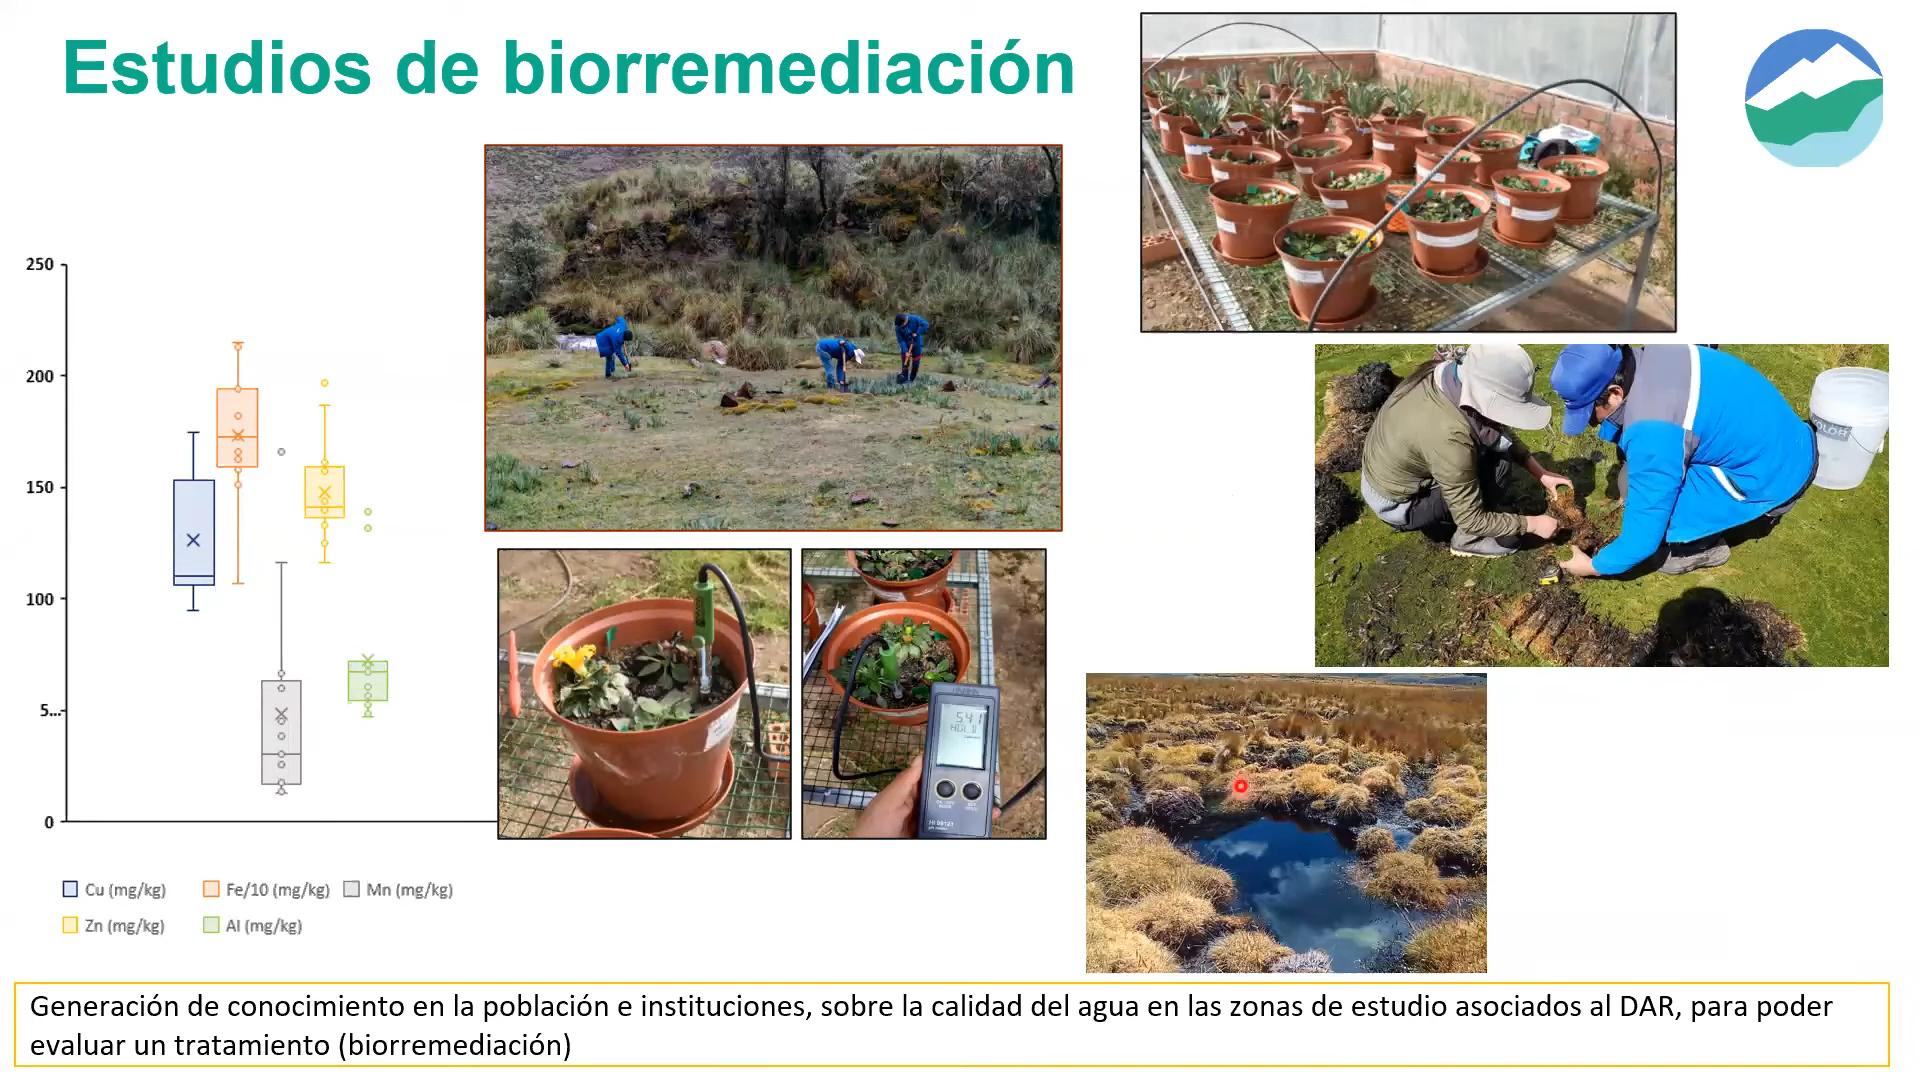 Estudios de biorremediación
250
200
150
100
5...
0
Cu (mg/kg)
Fe/10 (mg/kg)
Mn (mg/kg)
Zn (mg/kg)
Al (mg/kg)
541
Generación de conocimiento en la población e instituciones, sobre la calidad del agua en las zonas de estudio asociados al DAR, para poder
evaluar un tratamiento (biorremediación)